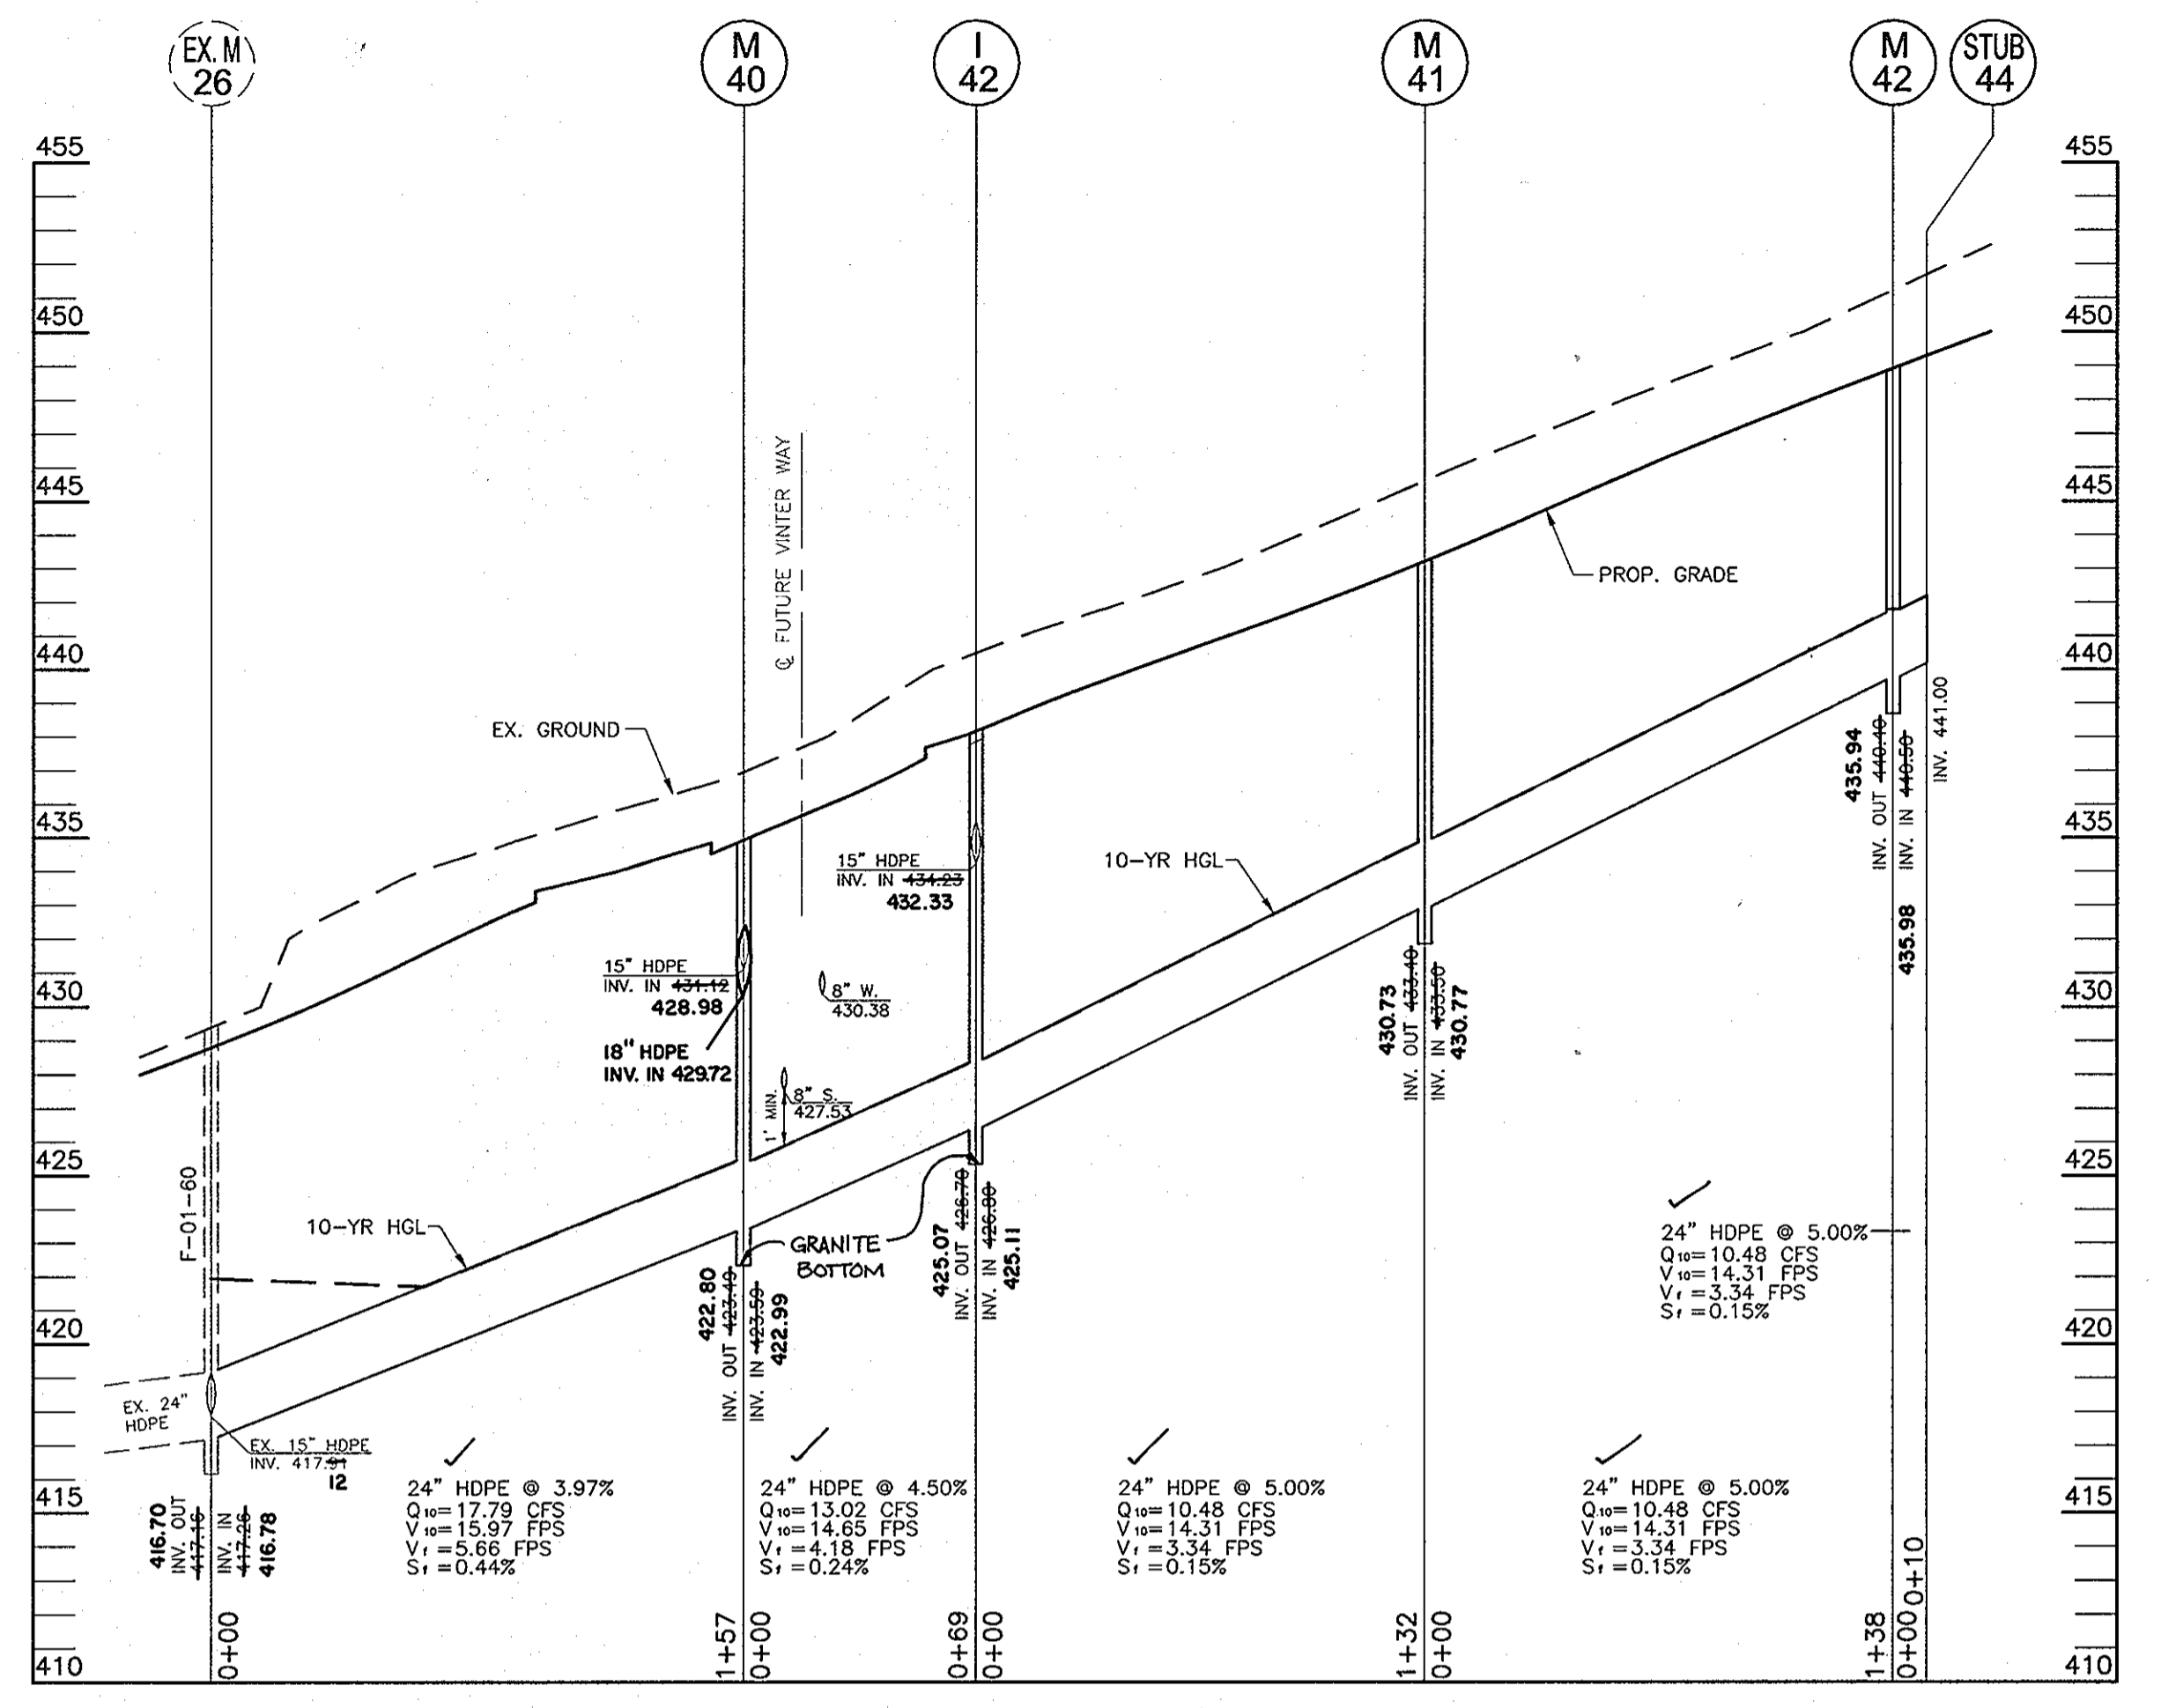 EX. M
26
M
40
I
42
M
41
M
42
STUB
44
455
450
445
440
435
430
425
420
415
410
455
450
445
440
435
430
425
420
415
410
℄ FUTURE VINTER WAY
EX. GROUND
PROP. GRADE
10-YR HGL
10-YR HGL
F-01-60
15" HDPE
INV. IN 434.23
432.33
15" HDPE
INV. IN 431.12
428.98
18" HDPE
INV. IN 429.72
8" W.
430.38
1' MIN.
8" S.
427.53
GRANITE
BOTTOM
EX. 24"
HDPE
EX. 15" HDPE
INV. 417.91
12
416.70
INV. OUT
417.16
INV. IN
417.26
416.78
422.80
INV. OUT 423.49
INV. IN 423.59
422.99
425.07
INV. OUT 426.70
INV. IN 426.80
425.11
430.73
INV. OUT 433.40
INV. IN 433.50
430.77
435.94
INV. OUT 440.40
INV. IN 440.50
435.98
INV. 441.00
24" HDPE @ 3.97%
Q10=17.79 CFS
V10=15.97 FPS
Vf=5.66 FPS
Sf=0.44%
24" HDPE @ 4.50%
Q10=13.02 CFS
V10=14.65 FPS
Vf=4.18 FPS
Sf=0.24%
24" HDPE @ 5.00%
Q10=10.48 CFS
V10=14.31 FPS
Vf=3.34 FPS
Sf=0.15%
24" HDPE @ 5.00%
Q10=10.48 CFS
V10=14.31 FPS
Vf=3.34 FPS
Sf=0.15%
24" HDPE @ 5.00%
Q10=10.48 CFS
V10=14.31 FPS
Vf=3.34 FPS
Sf=0.15%
0+00
1+57
0+00
0+69
0+00
1+32
0+00
1+38
0+00
0+10